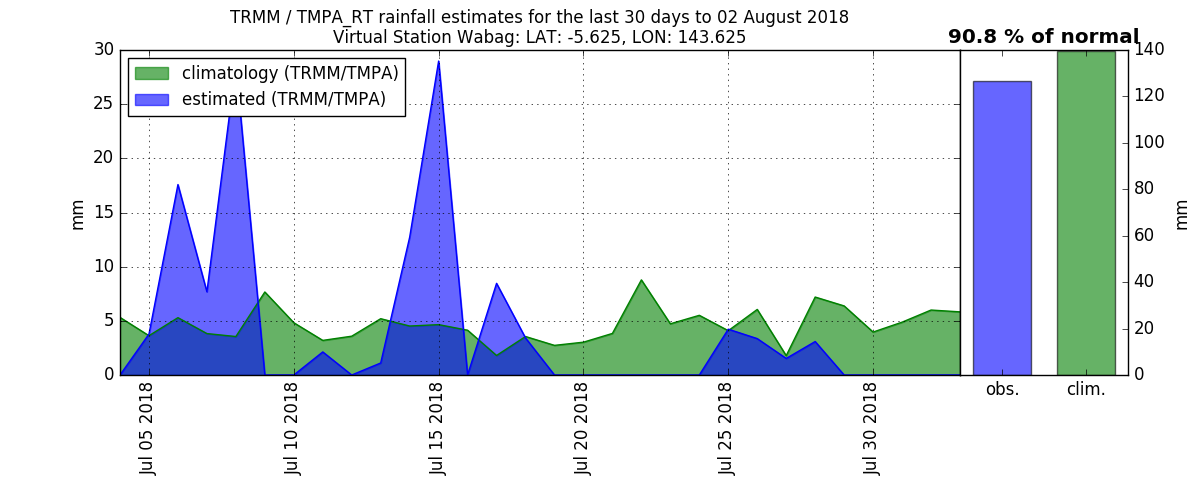 TRMM / TMPA_RT rainfall estimates for the last 30 days to 02 August 2018
Virtual Station Wabag: LAT: -5.625, LON: 143.625
90.8 % of normal
climatology (TRMM/TMPA)
estimated (TRMM/TMPA)
30
25
20
15
10
5
0
mm
Jul 05 2018
Jul 10 2018
Jul 15 2018
Jul 20 2018
Jul 25 2018
Jul 30 2018
obs.
clim.
140
120
100
80
60
40
20
0
mm